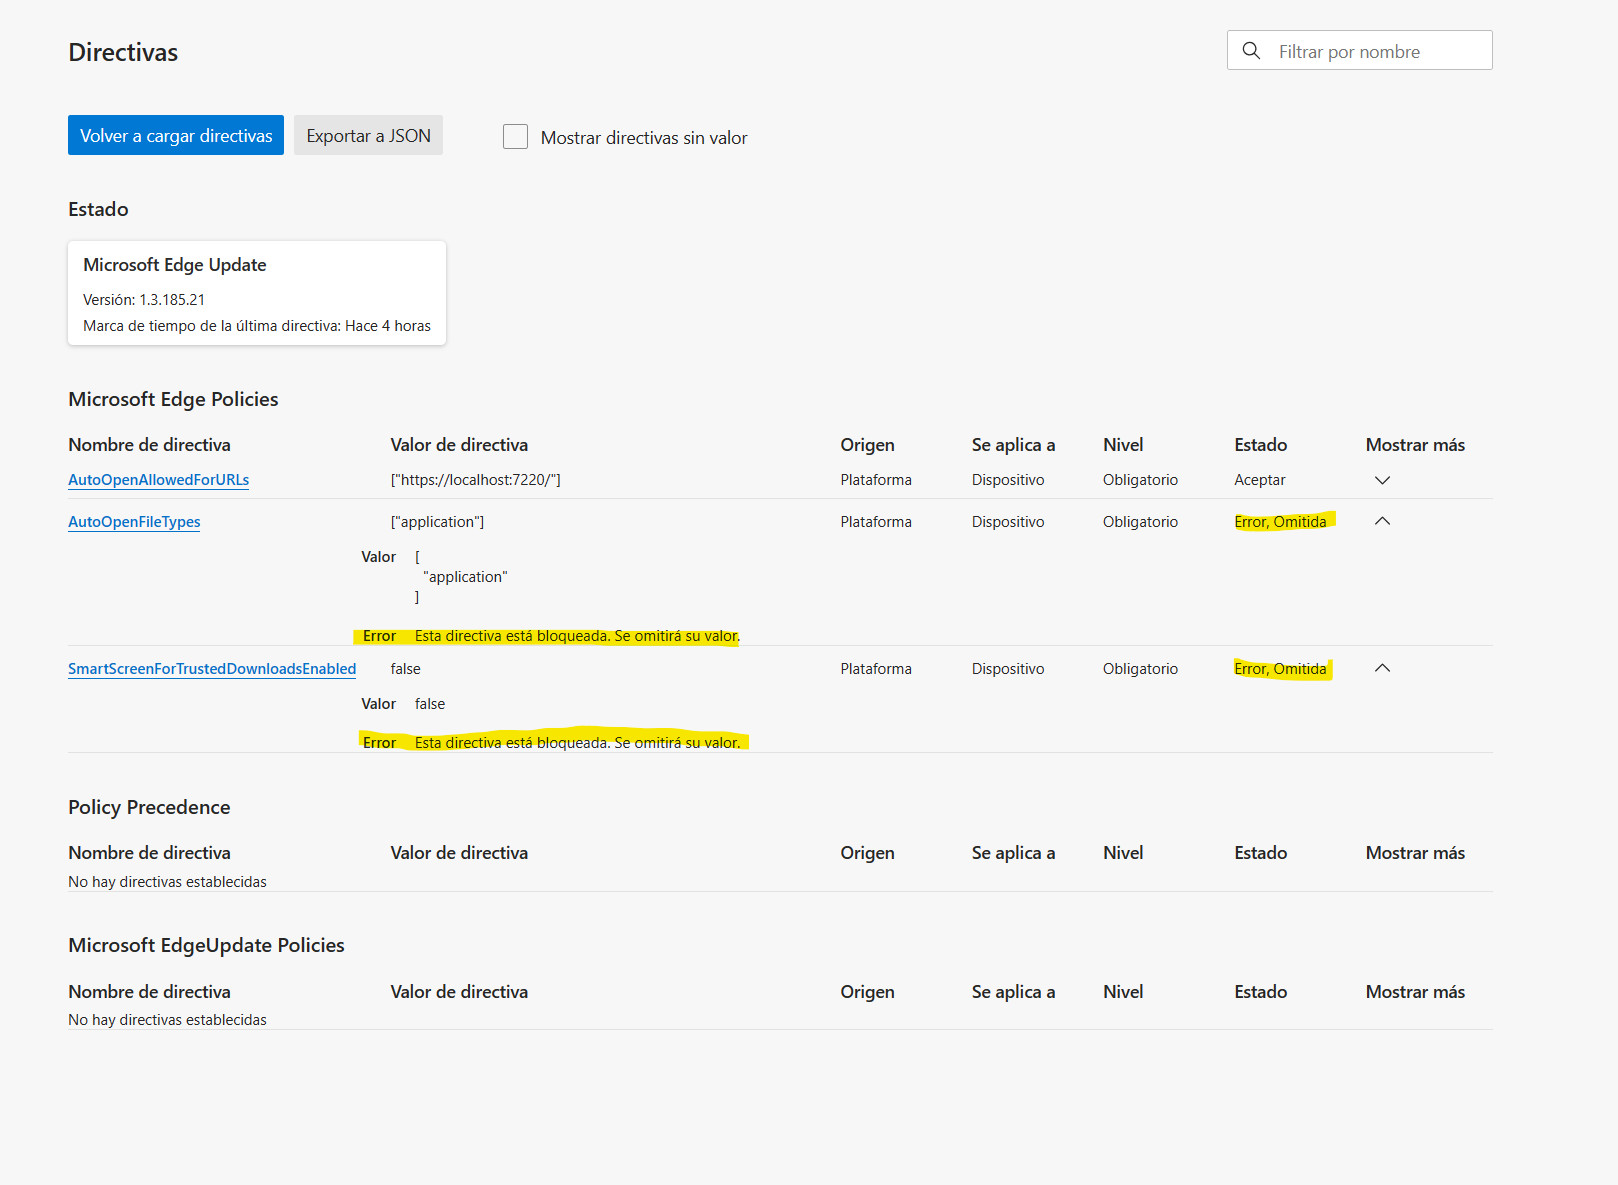 Directivas
Filtrar por nombre
Volver a cargar directivas
Exportar a JSON
Mostrar directivas sin valor
Estado
Microsoft Edge Update
Versión: 1.3.185.21
Marca de tiempo de la última directiva: Hace 4 horas
Microsoft Edge Policies
Nombre de directiva Valor de directiva Origen Se aplica a Nivel Estado Mostrar más
AutoOpenAllowedForURLs ["https://localhost:7220/"] Plataforma Dispositivo Obligatorio Aceptar
AutoOpenFileTypes ["application"] Plataforma Dispositivo Obligatorio Error, Omitida
Valor [
"application"
]
Error Esta directiva está bloqueada. Se omitirá su valor.
SmartScreenForTrustedDownloadsEnabled false Plataforma Dispositivo Obligatorio Error, Omitida
Valor false
Error Esta directiva está bloqueada. Se omitirá su valor.
Policy Precedence
Nombre de directiva Valor de directiva Origen Se aplica a Nivel Estado Mostrar más
No hay directivas establecidas
Microsoft EdgeUpdate Policies
Nombre de directiva Valor de directiva Origen Se aplica a Nivel Estado Mostrar más
No hay directivas establecidas